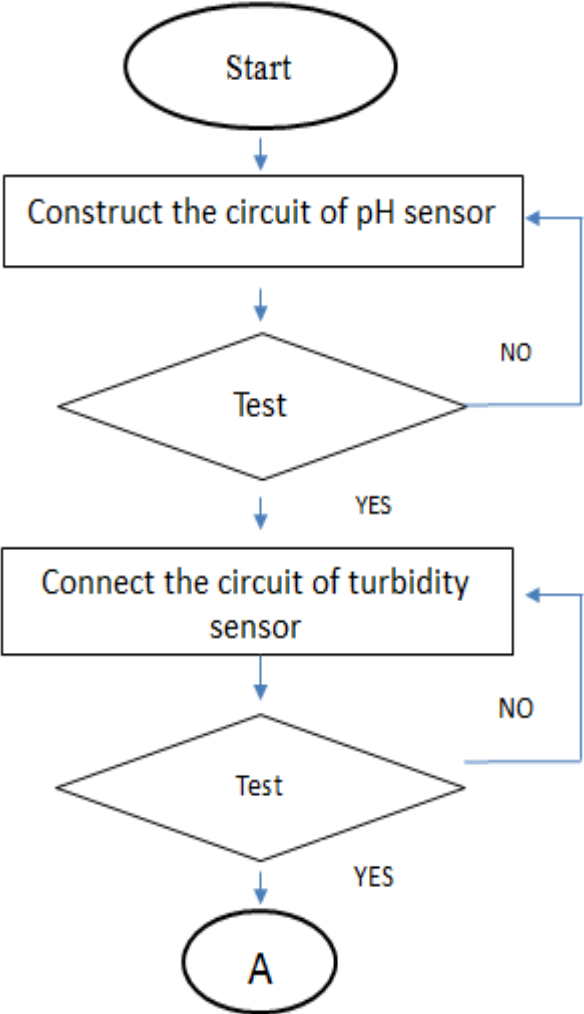 Start
Construct the circuit of pH sensor
NO
Test
YES
Connect the circuit of turbidity
sensor
NO
Test
YES
A